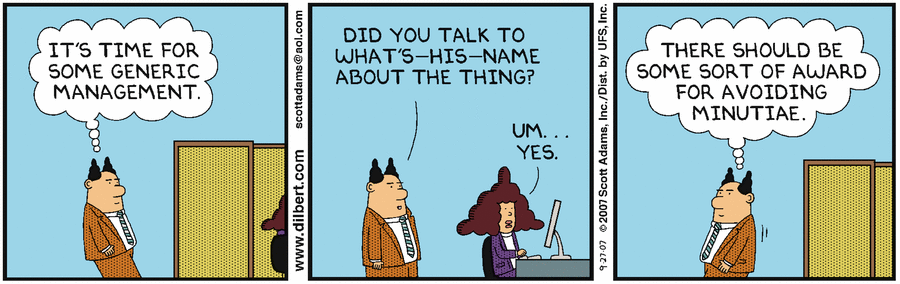 IT'S TIME FOR
SOME GENERIC
MANAGEMENT.
www.dilbert.com scottadams@aol.com
DID YOU TALK TO
WHAT'S-HIS-NAME
ABOUT THE THING?
UM...
YES.
9-27-07 ©2007 Scott Adams, Inc./Dist. by UFS, Inc.
THERE SHOULD BE
SOME SORT OF AWARD
FOR AVOIDING
MINUTIAE.